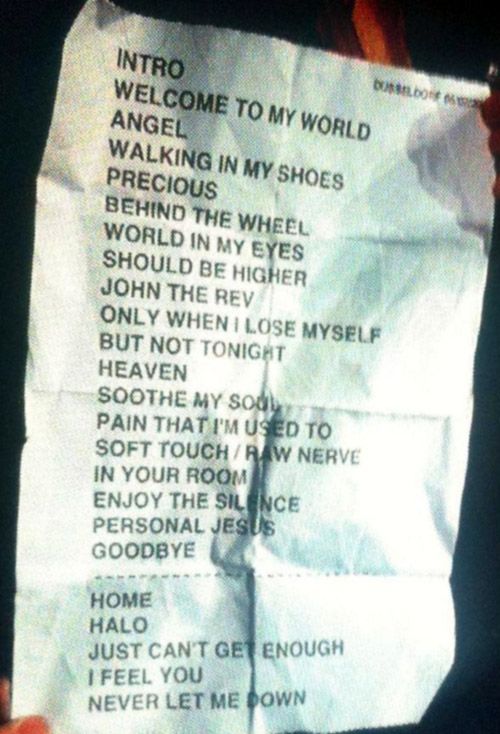 DUSSELDORF
INTRO
WELCOME TO MY WORLD
ANGEL
WALKING IN MY SHOES
PRECIOUS
BEHIND THE WHEEL
WORLD IN MY EYES
SHOULD BE HIGHER
JOHN THE REV
ONLY WHEN I LOSE MYSELF
BUT NOT TONIGHT
HEAVEN
SOOTHE MY SOUL
PAIN THAT I'M USED TO
SOFT TOUCH / RAW NERVE
IN YOUR ROOM
ENJOY THE SILENCE
PERSONAL JESUS
GOODBYE
HOME
HALO
JUST CAN'T GET ENOUGH
I FEEL YOU
NEVER LET ME DOWN